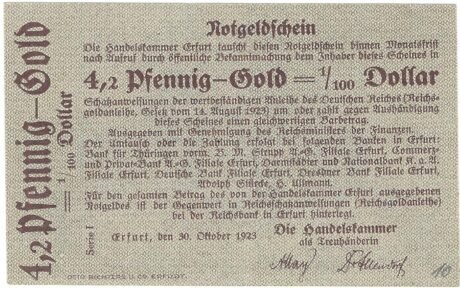 Notgeldschein
Die Handelskammer Erfurt tauscht diesen Notgeldschein binnen Monatsfrist
nach Aufruf durch öffentliche Bekanntmachung dem Inhaber dieses Scheines in
4,2 Pfennig-Gold = 1/100 Dollar
Schatzanweisungen der wertbeständigen Anleihe des Deutschen Reiches (Reichs-
goldanleihe), Gesetz vom 14. August 1923) um oder zahlt gegen Aushändigung
dieses Scheines einen gleichwertigen Barbetrag.
Ausgegeben mit Genehmigung des Reichsministers der Finanzen.
Der Umtausch oder die Zahlung erfolgt bei folgenden Banken in Erfurt:
Bank für Thüringen vorm. B. M. Strupp A.-G. Filiale Erfurt, Commerz-
und Privat-Bank A.-G. Filiale Erfurt, Darmstädter und Nationalbank K. a. A.
Filiale Erfurt, Deutsche Bank Filiale Erfurt, Dresdner Bank Filiale Erfurt,
Adolph Stürcke, H. Ullmann.
Für den gesamten Betrag des von der Handelskammer Erfurt ausgegebenen
Notgeldes ist der Gegenwert in Reichsschatzanweisungen (Reichsgoldanleihe)
bei der Reichsbank in Erfurt hinterlegt.
Erfurt, den 30. Oktober 1923
Die Handelskammer
als Treuhänderin
4,2 Pfennig-Gold
= 1/100 Dollar
Serie I
OTTO RICHTERS & CO. ERFURT.
10